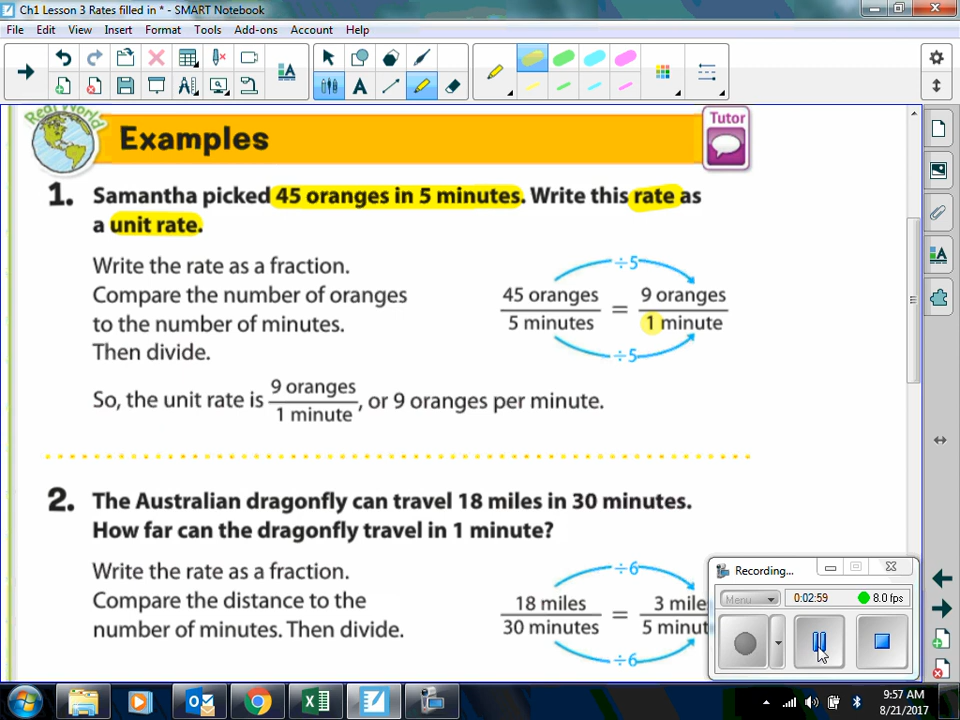 Ch1 Lesson 3 Rates filled in * - SMART Notebook
File Edit View Insert Format Tools Add-ons Account Help
Real World
Examples
Tutor
1. Samantha picked 45 oranges in 5 minutes. Write this rate as
a unit rate.
Write the rate as a fraction.
Compare the number of oranges
to the number of minutes.
Then divide.
÷5
45 oranges = 9 oranges
5 minutes 1 minute
÷5
So, the unit rate is 9 oranges / 1 minute, or 9 oranges per minute.
2. The Australian dragonfly can travel 18 miles in 30 minutes.
How far can the dragonfly travel in 1 minute?
Write the rate as a fraction.
Compare the distance to the
number of minutes. Then divide.
÷6
18 miles = 3 mile
30 minutes 5 minut
÷6
Recording...
Menu 0:02:59 8.0 fps
9:57 AM
8/21/2017